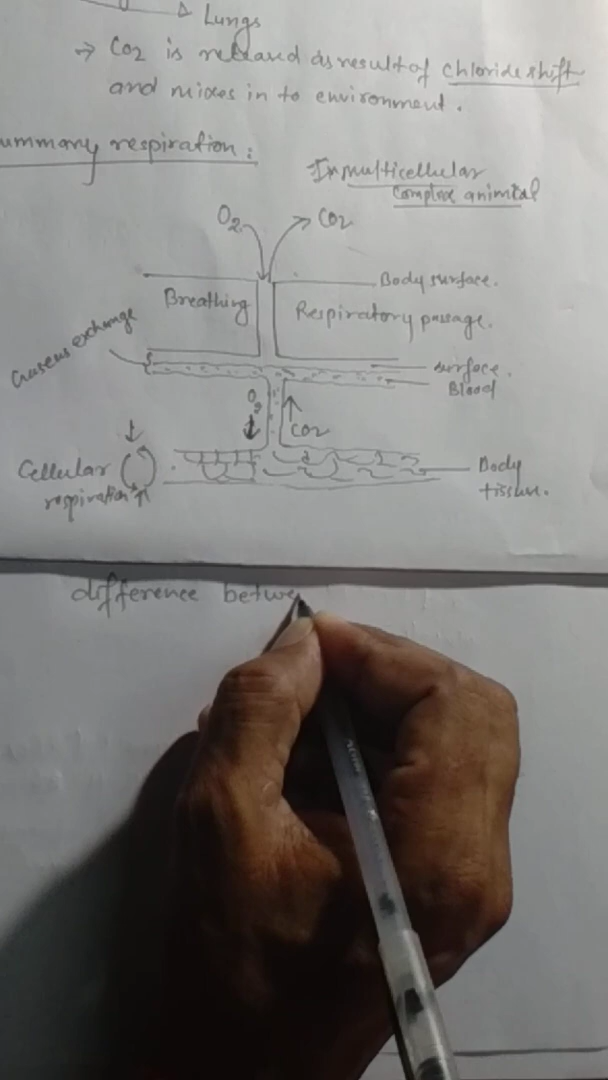 → Lungs
→ CO2 is releaand as result of chloride shift
and mixes in to environment.
ummary respiration:
In multicellular
complex animal
O2 CO2
Body surface.
Breathing Respiratory passage.
Gaseous exchange
surface.
Blood
O2 CO2
Cellular
respiration
Body
tissue.
difference betwe